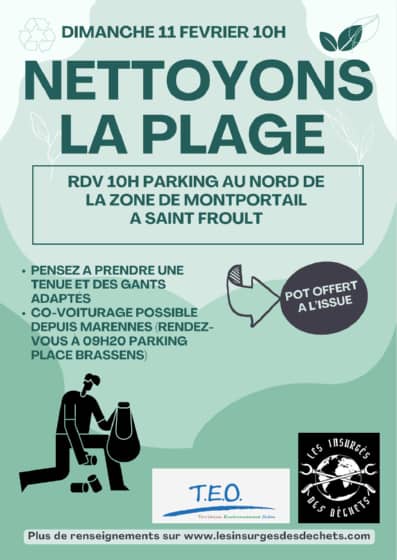 DIMANCHE 11 FEVRIER 10H
NETTOYONS
LA PLAGE
RDV 10H PARKING AU NORD DE
LA ZONE DE MONTPORTAIL
A SAINT FROULT
• PENSEZ A PRENDRE UNE
TENUE ET DES GANTS
ADAPTÉS
• CO-VOITURAGE POSSIBLE
DEPUIS MARENNES (RENDEZ-
VOUS A 09H20 PARKING
PLACE BRASSENS)
POT OFFERT
A L'ISSUE
T.E.O.
LES INSURGÉS
DES DÉCHETS
Plus de renseignements sur www.lesinsurgesdesdechets.com